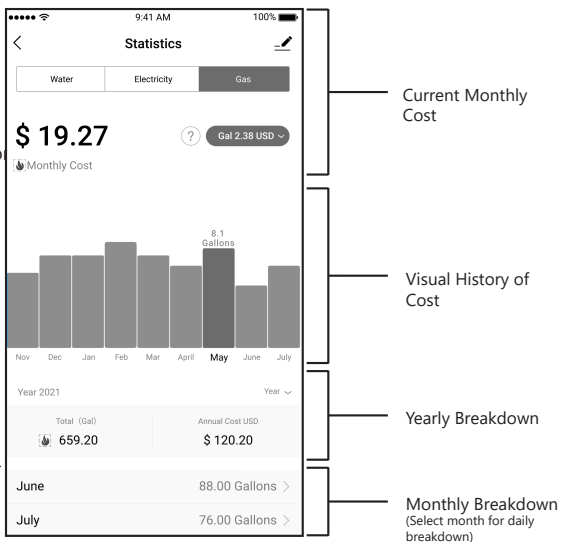 9:41 AM
100%
Statistics
Water
Electricity
Gas
$ 19.27
?
Gal 2.38 USD
Monthly Cost
8.1
Gallons
Nov Dec Jan Feb Mar April May June July
Year 2021
Year
Total (Gal)
Annual Cost USD
659.20
$ 120.20
June
88.00 Gallons
July
76.00 Gallons
Current Monthly
Cost
Visual History of
Cost
Yearly Breakdown
Monthly Breakdown
(Select month for daily
breakdown)